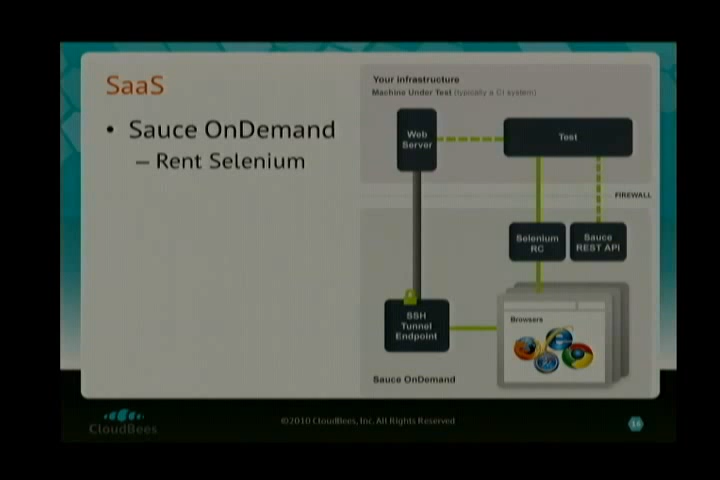 SaaS
• Sauce OnDemand
– Rent Selenium
Your infrastructure
Machine Under Test (typically a CI system)
Web
Server
Test
FIREWALL
Selenium
RC
Sauce
REST API
SSH
Tunnel
Endpoint
Browsers
Sauce OnDemand
CloudBees
©2010 CloudBees, Inc. All Rights Reserved
16